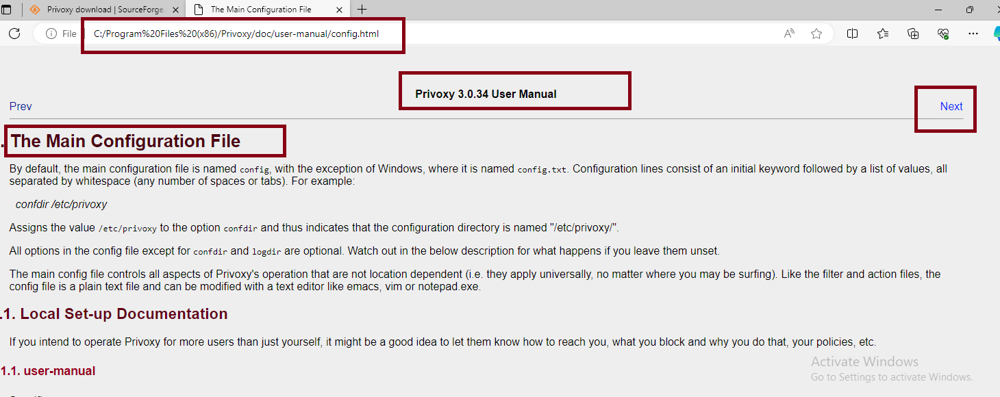 Privoxy download | SourceForge.
The Main Configuration File
File
C:/Program%20Files%20(x86)/Privoxy/doc/user-manual/config.html
Privoxy 3.0.34 User Manual
Prev
Next
. The Main Configuration File
By default, the main configuration file is named config, with the exception of Windows, where it is named config.txt. Configuration lines consist of an initial keyword followed by a list of values, all
separated by whitespace (any number of spaces or tabs). For example:
confdir /etc/privoxy
Assigns the value /etc/privoxy to the option confdir and thus indicates that the configuration directory is named "/etc/privoxy/".
All options in the config file except for confdir and logdir are optional. Watch out in the below description for what happens if you leave them unset.
The main config file controls all aspects of Privoxy's operation that are not location dependent (i.e. they apply universally, no matter where you may be surfing). Like the filter and action files, the
config file is a plain text file and can be modified with a text editor like emacs, vim or notepad.exe.
.1. Local Set-up Documentation
If you intend to operate Privoxy for more users than just yourself, it might be a good idea to let them know how to reach you, what you block and why you do that, your policies, etc.
Activate Windows
Go to Settings to activate Windows.
1.1. user-manual